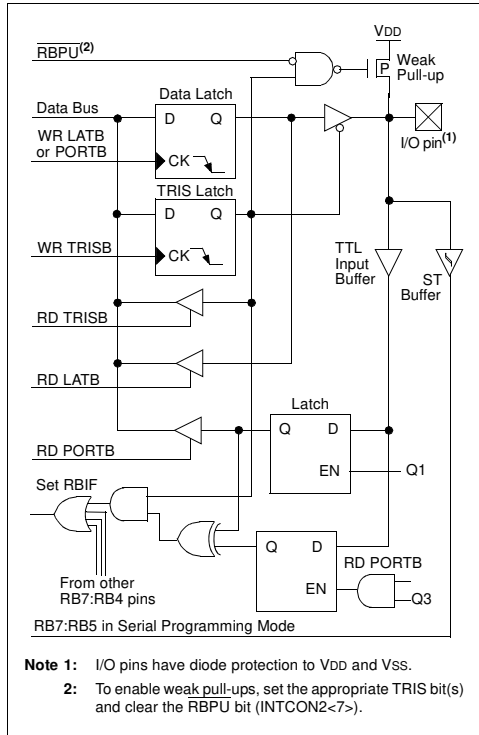 VDD
RBPU(2)
P
Weak
Pull-up
Data Latch
Data Bus
D Q
I/O pin(1)
WR LATB
or PORTB
CK
TRIS Latch
D Q
WR TRISB
CK
TTL
Input
Buffer
ST
Buffer
RD TRISB
RD LATB
Latch
Q D
RD PORTB
EN
Q1
Set RBIF
Q D
RD PORTB
EN
Q3
From other
RB7:RB4 pins
RB7:RB5 in Serial Programming Mode
Note 1: I/O pins have diode protection to VDD and VSS.
2: To enable weak pull-ups, set the appropriate TRIS bit(s)
and clear the RBPU bit (INTCON2<7>).